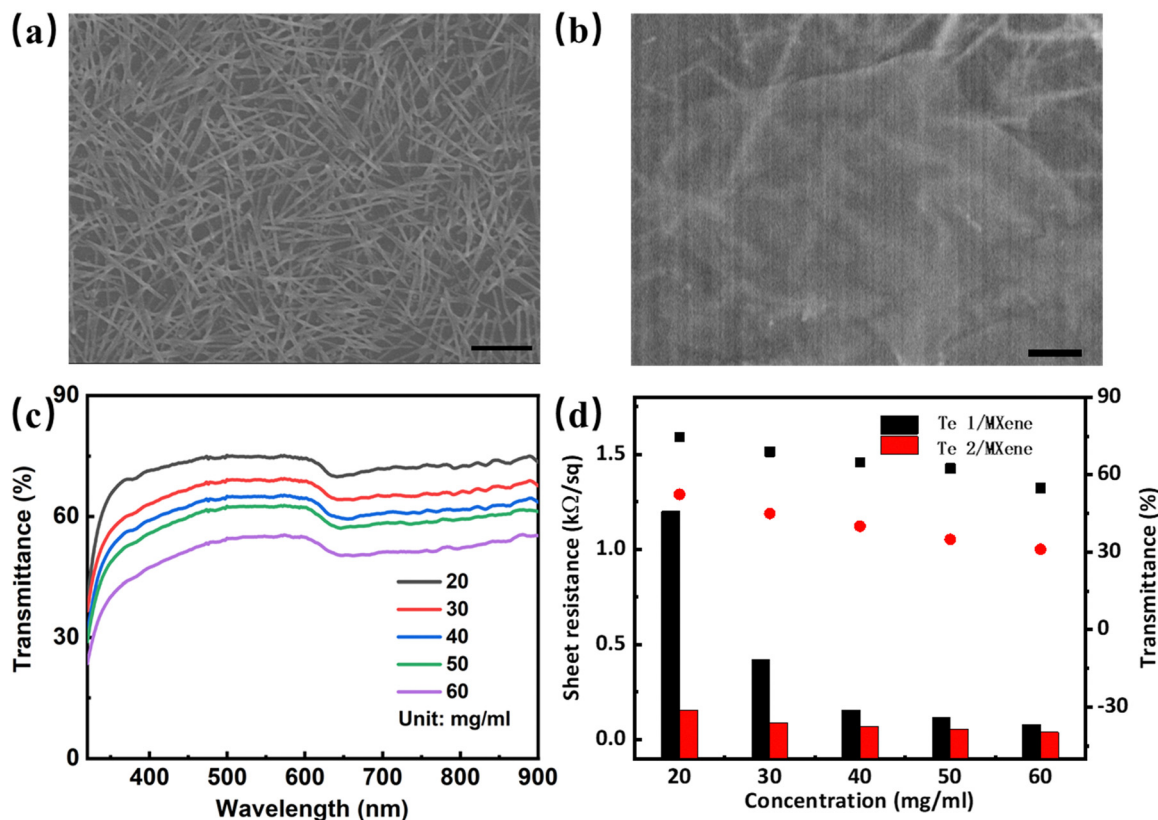 (a)
(b)
(c)
90
60
30
0
Transmittance (%)
20
30
40
50
60
Unit: mg/ml
400 500 600 700 800 900
Wavelength (nm)
(d)
1.5
1.0
0.5
0.0
Sheet resistance (kΩ/sq)
Te 1/MXene
Te 2/MXene
90
60
30
0
-30
Transmittance (%)
20 30 40 50 60
Concentration (mg/ml)